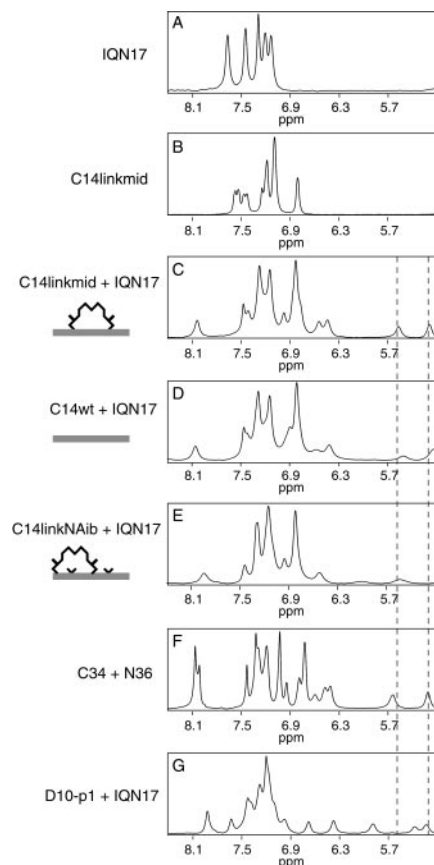 A
IQN17
8.1 7.5 6.9 6.3 5.7
ppm
B
C14linkmid
8.1 7.5 6.9 6.3 5.7
ppm
C
C14linkmid + IQN17
8.1 7.5 6.9 6.3 5.7
ppm
D
C14wt + IQN17
8.1 7.5 6.9 6.3 5.7
ppm
E
C14linkNAib + IQN17
8.1 7.5 6.9 6.3 5.7
ppm
F
C34 + N36
8.1 7.5 6.9 6.3 5.7
ppm
G
D10-p1 + IQN17
8.1 7.5 6.9 6.3 5.7
ppm